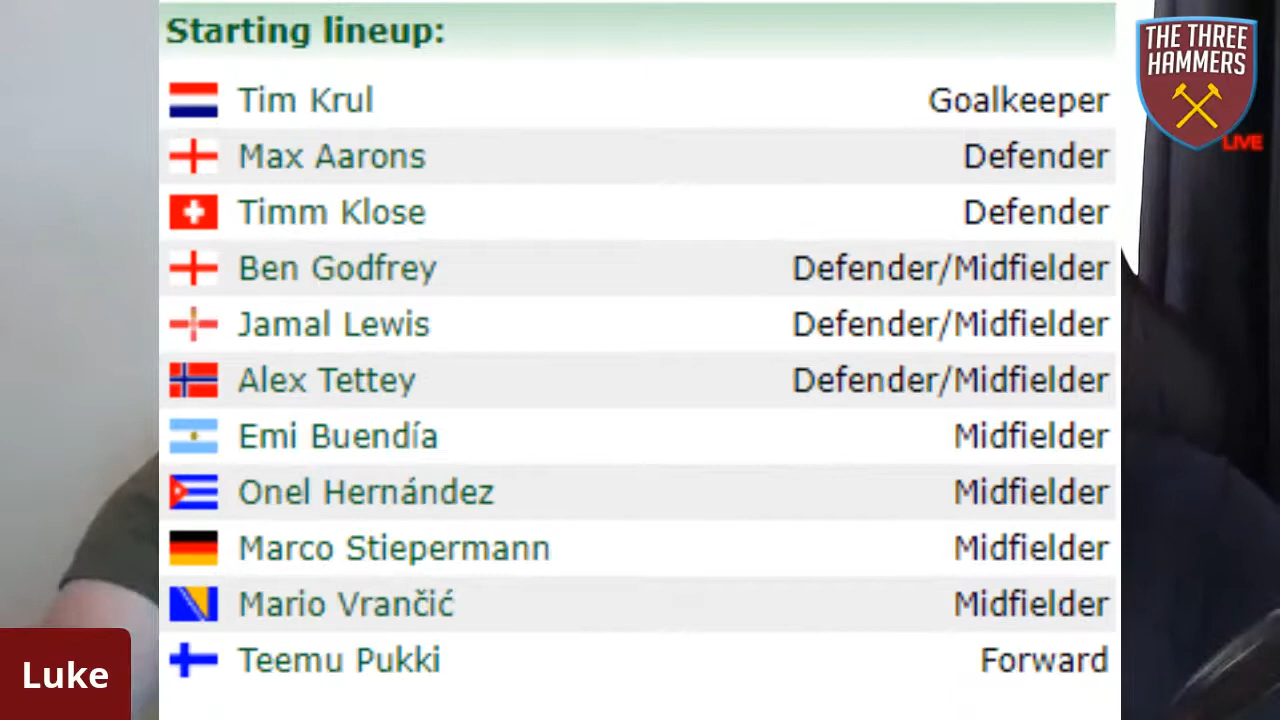 Starting lineup:
Tim Krul Goalkeeper
Max Aarons Defender
Timm Klose Defender
Ben Godfrey Defender/Midfielder
Jamal Lewis Defender/Midfielder
Alex Tettey Defender/Midfielder
Emi Buendía Midfielder
Onel Hernández Midfielder
Marco Stiepermann Midfielder
Mario Vrančić Midfielder
Teemu Pukki Forward
THE THREE
HAMMERS
LIVE
Luke